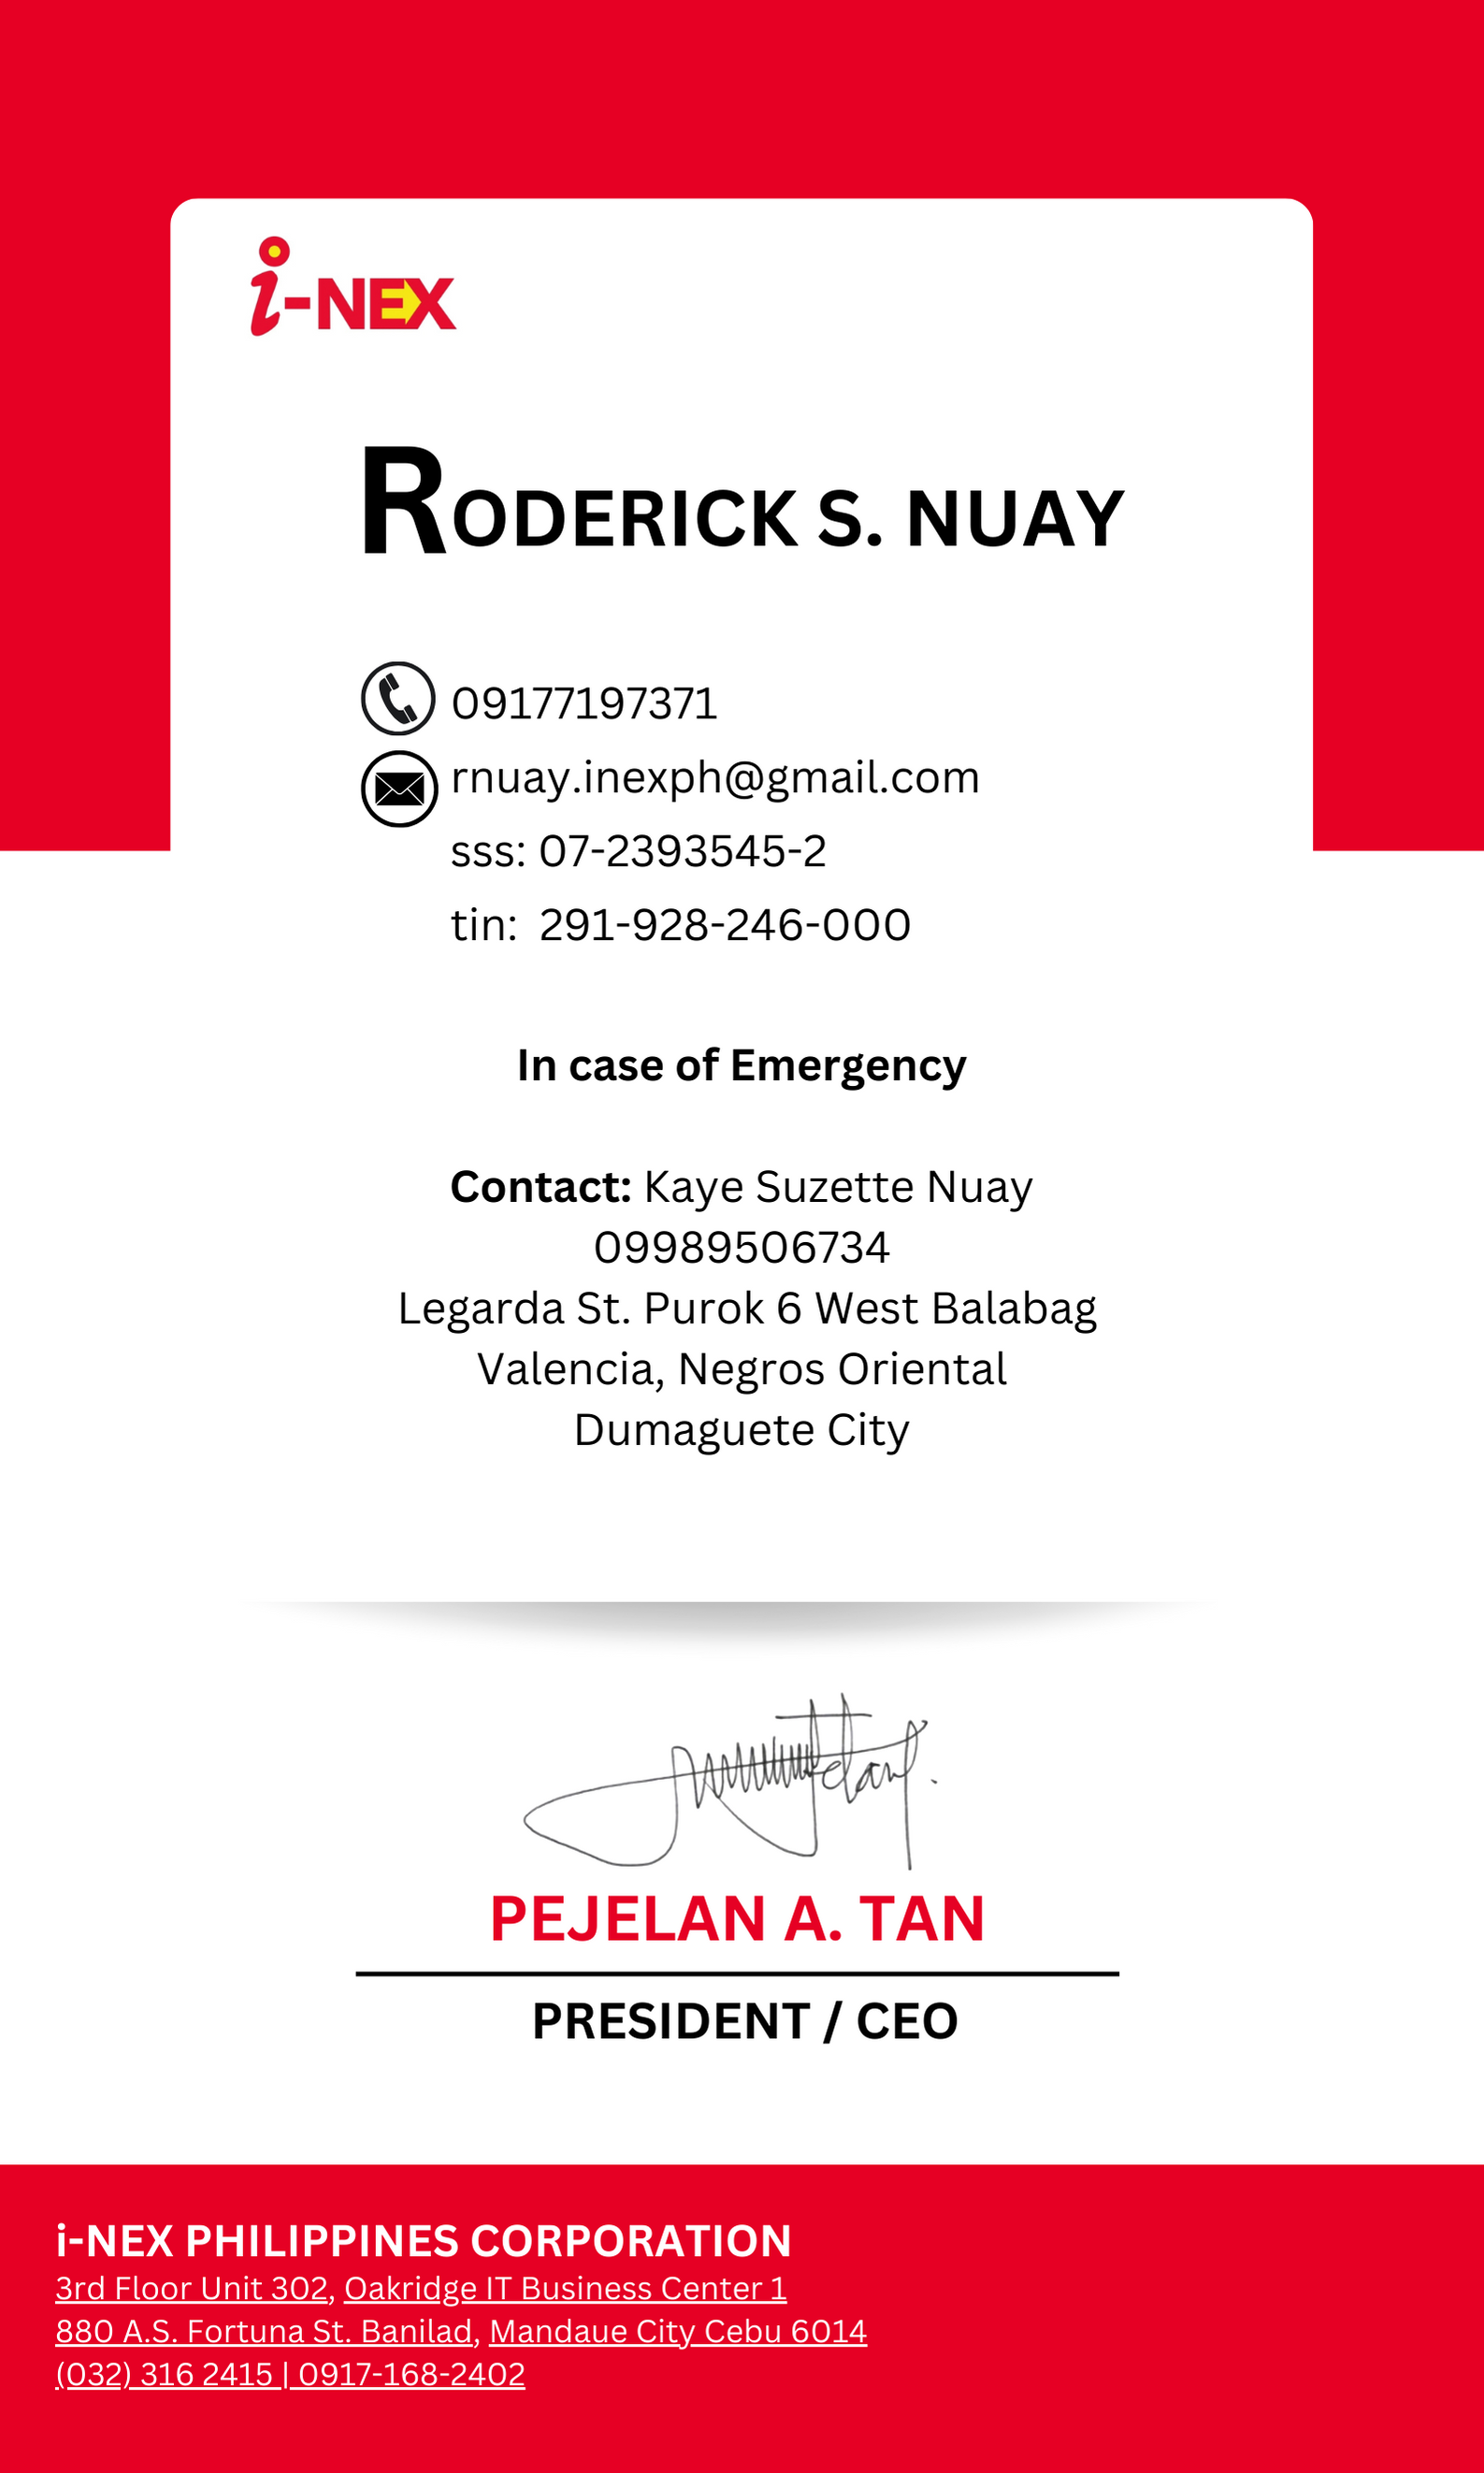 i-NEX
RODERICK S. NUAY
09177197371
rnuay.inexph@gmail.com
sss: 07-2393545-2
tin: 291-928-246-000
In case of Emergency
Contact: Kaye Suzette Nuay
09989506734
Legarda St. Purok 6 West Balabag
Valencia, Negros Oriental
Dumaguete City
PEJELAN A. TAN
PRESIDENT / CEO
i-NEX PHILIPPINES CORPORATION
3rd Floor Unit 302, Oakridge IT Business Center 1
880 A.S. Fortuna St. Banilad, Mandaue City Cebu 6014
(032) 316 2415 | 0917-168-2402